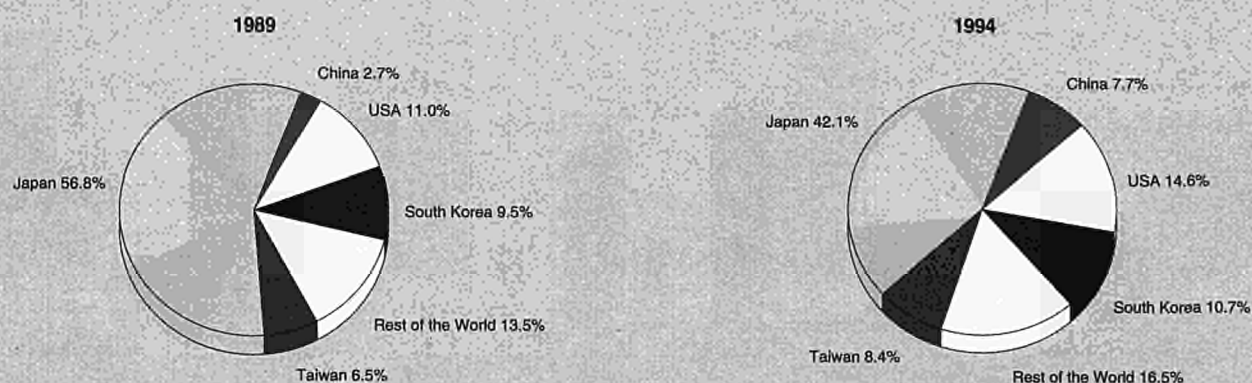 1989
China 2.7%
USA 11.0%
Japan 56.8%
South Korea 9.5%
Rest of the World 13.5%
Taiwan 6.5%
1994
China 7.7%
Japan 42.1%
USA 14.6%
South Korea 10.7%
Taiwan 8.4%
Rest of the World 16.5%